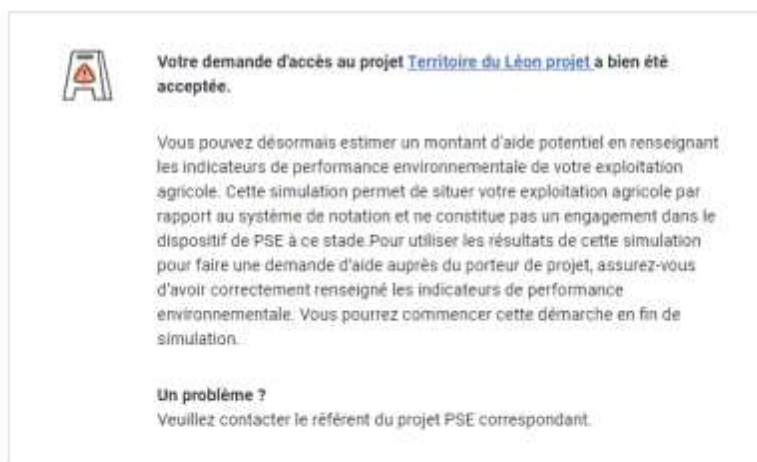 Votre demande d'accès au projet Territoire du Léon projet a bien été
acceptée.
Vous pouvez désormais estimer un montant d'aide potentiel en renseignant
les indicateurs de performance environnementale de votre exploitation
agricole. Cette simulation permet de situer votre exploitation agricole par
rapport au système de notation et ne constitue pas un engagement dans le
dispositif de PSE à ce stade.Pour utiliser les résultats de cette simulation
pour faire une demande d'aide auprès du porteur de projet, assurez-vous
d'avoir correctement renseigné les indicateurs de performance
environnementale. Vous pourrez commencer cette démarche en fin de
simulation.
Un problème ?
Veuillez contacter le référent du projet PSE correspondant.